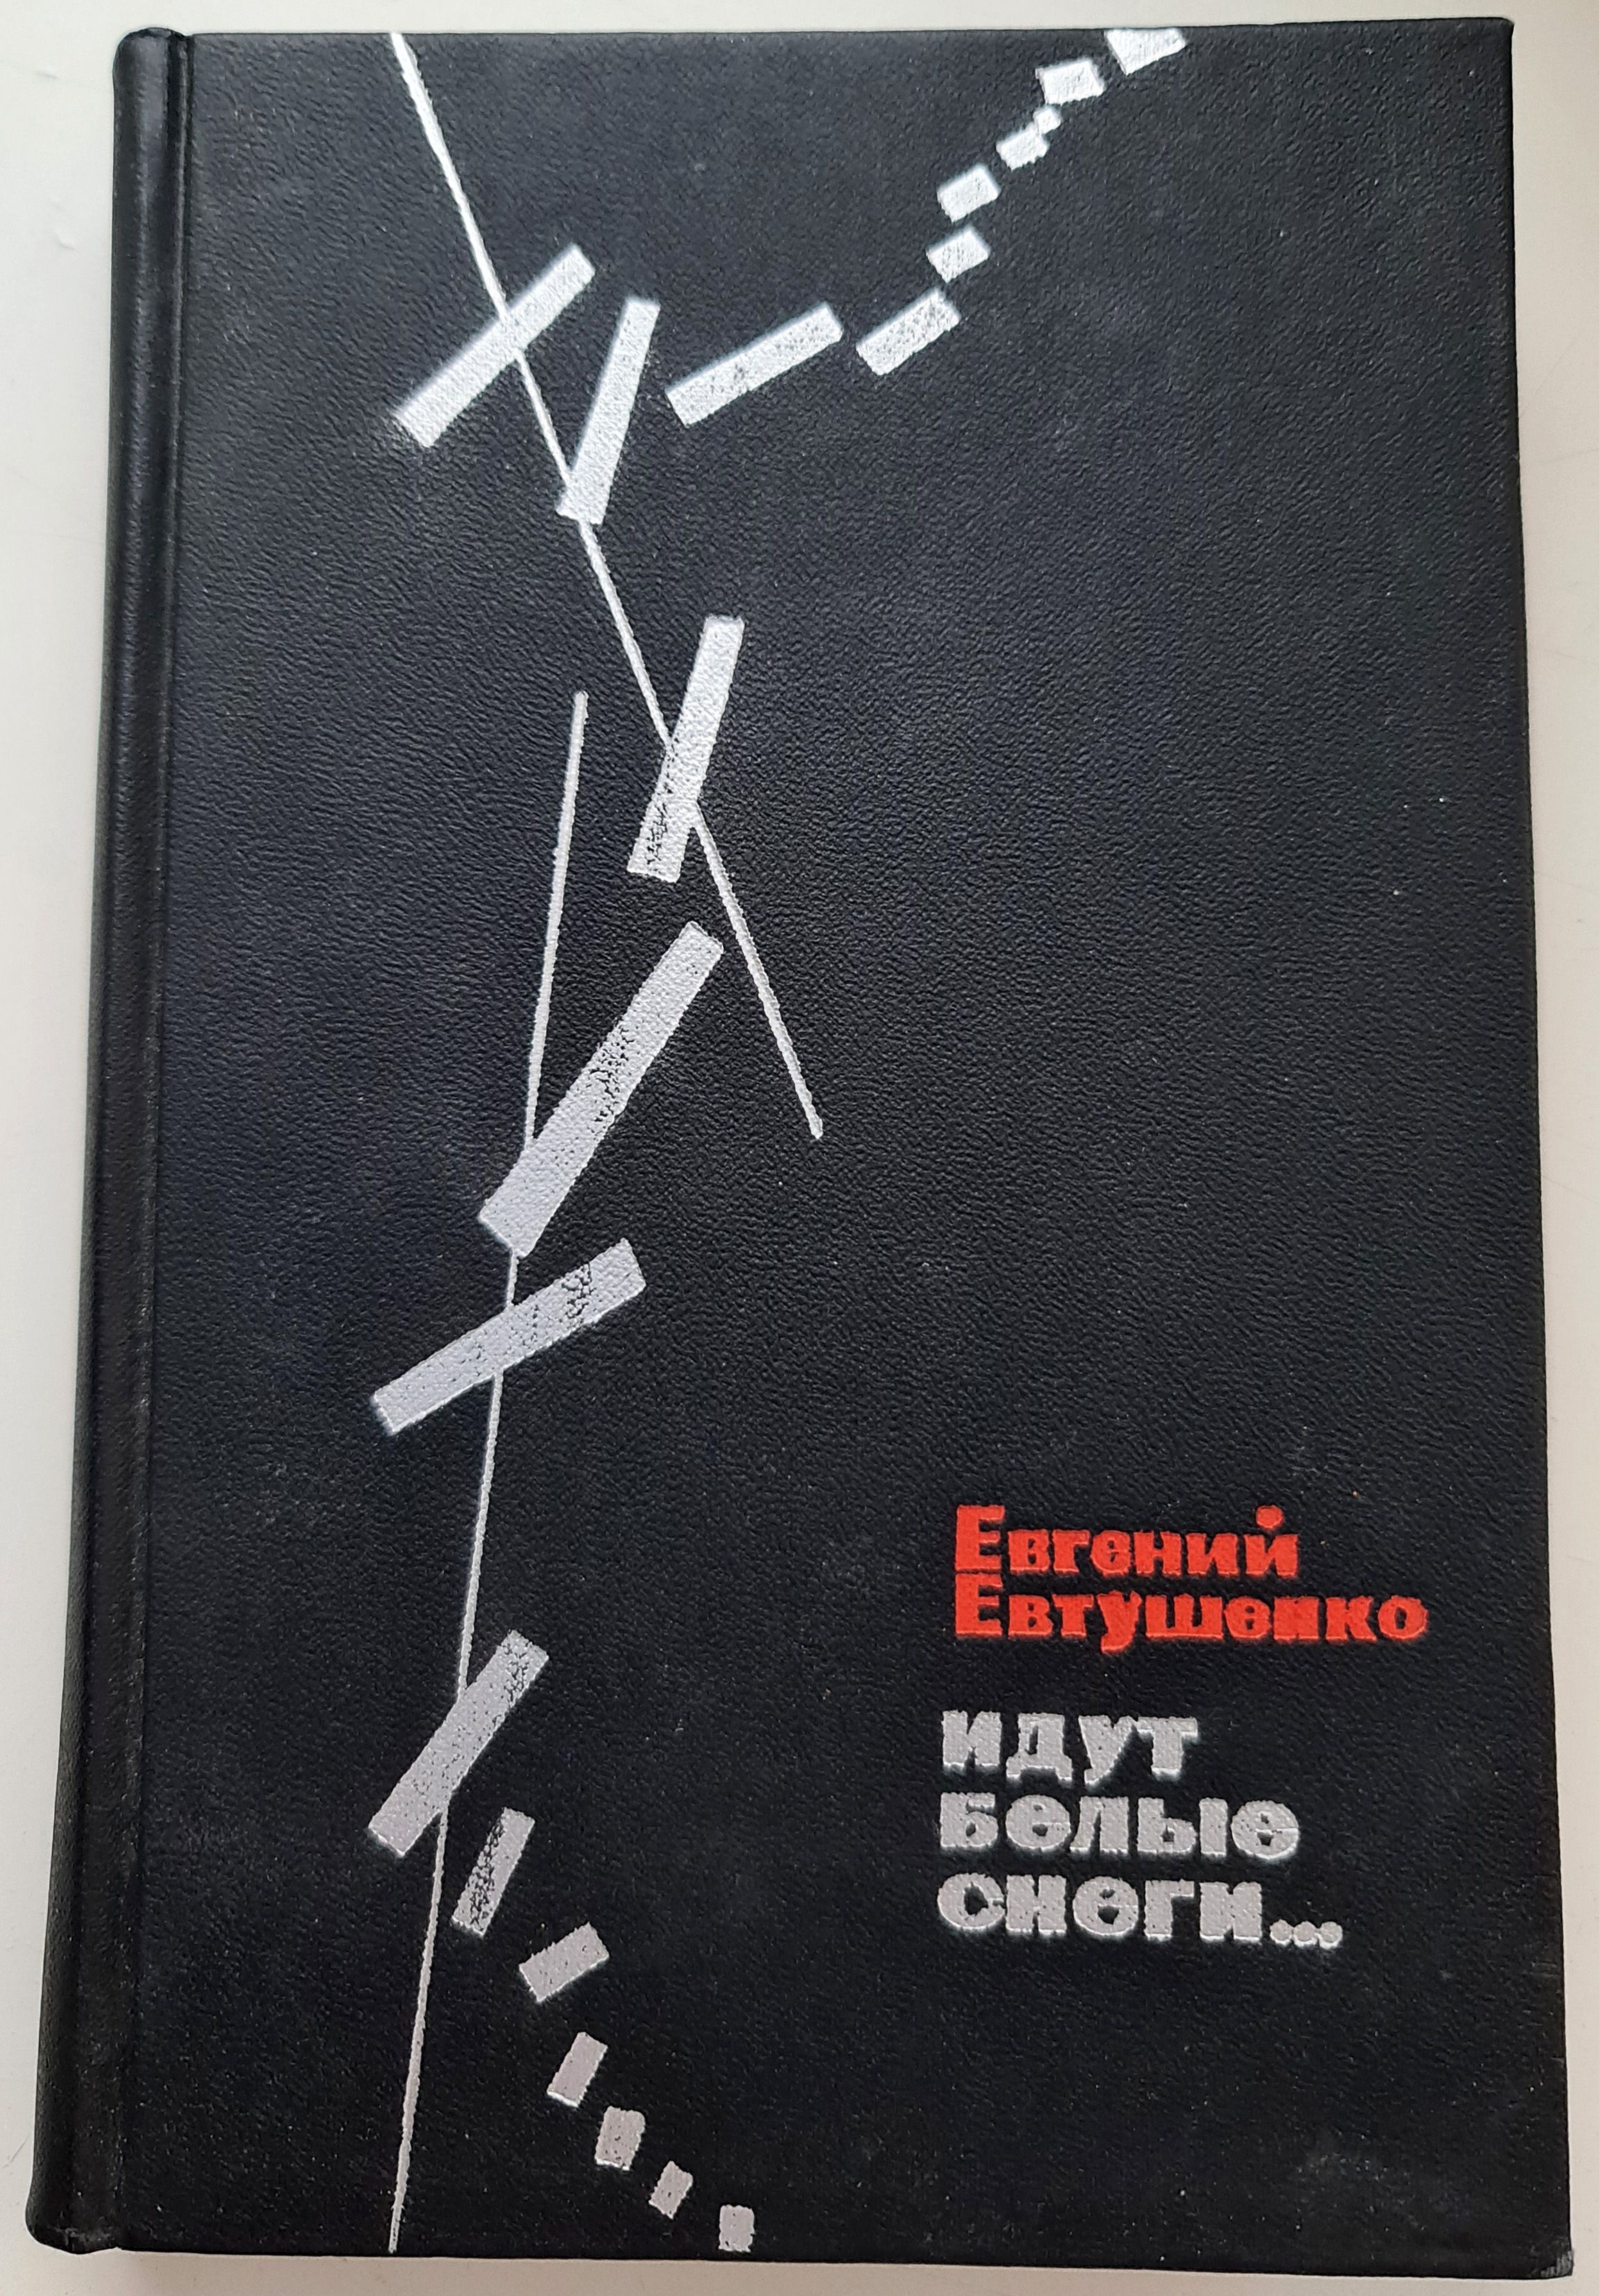 Евгений
Евтушенко
идут
белые
снеги...